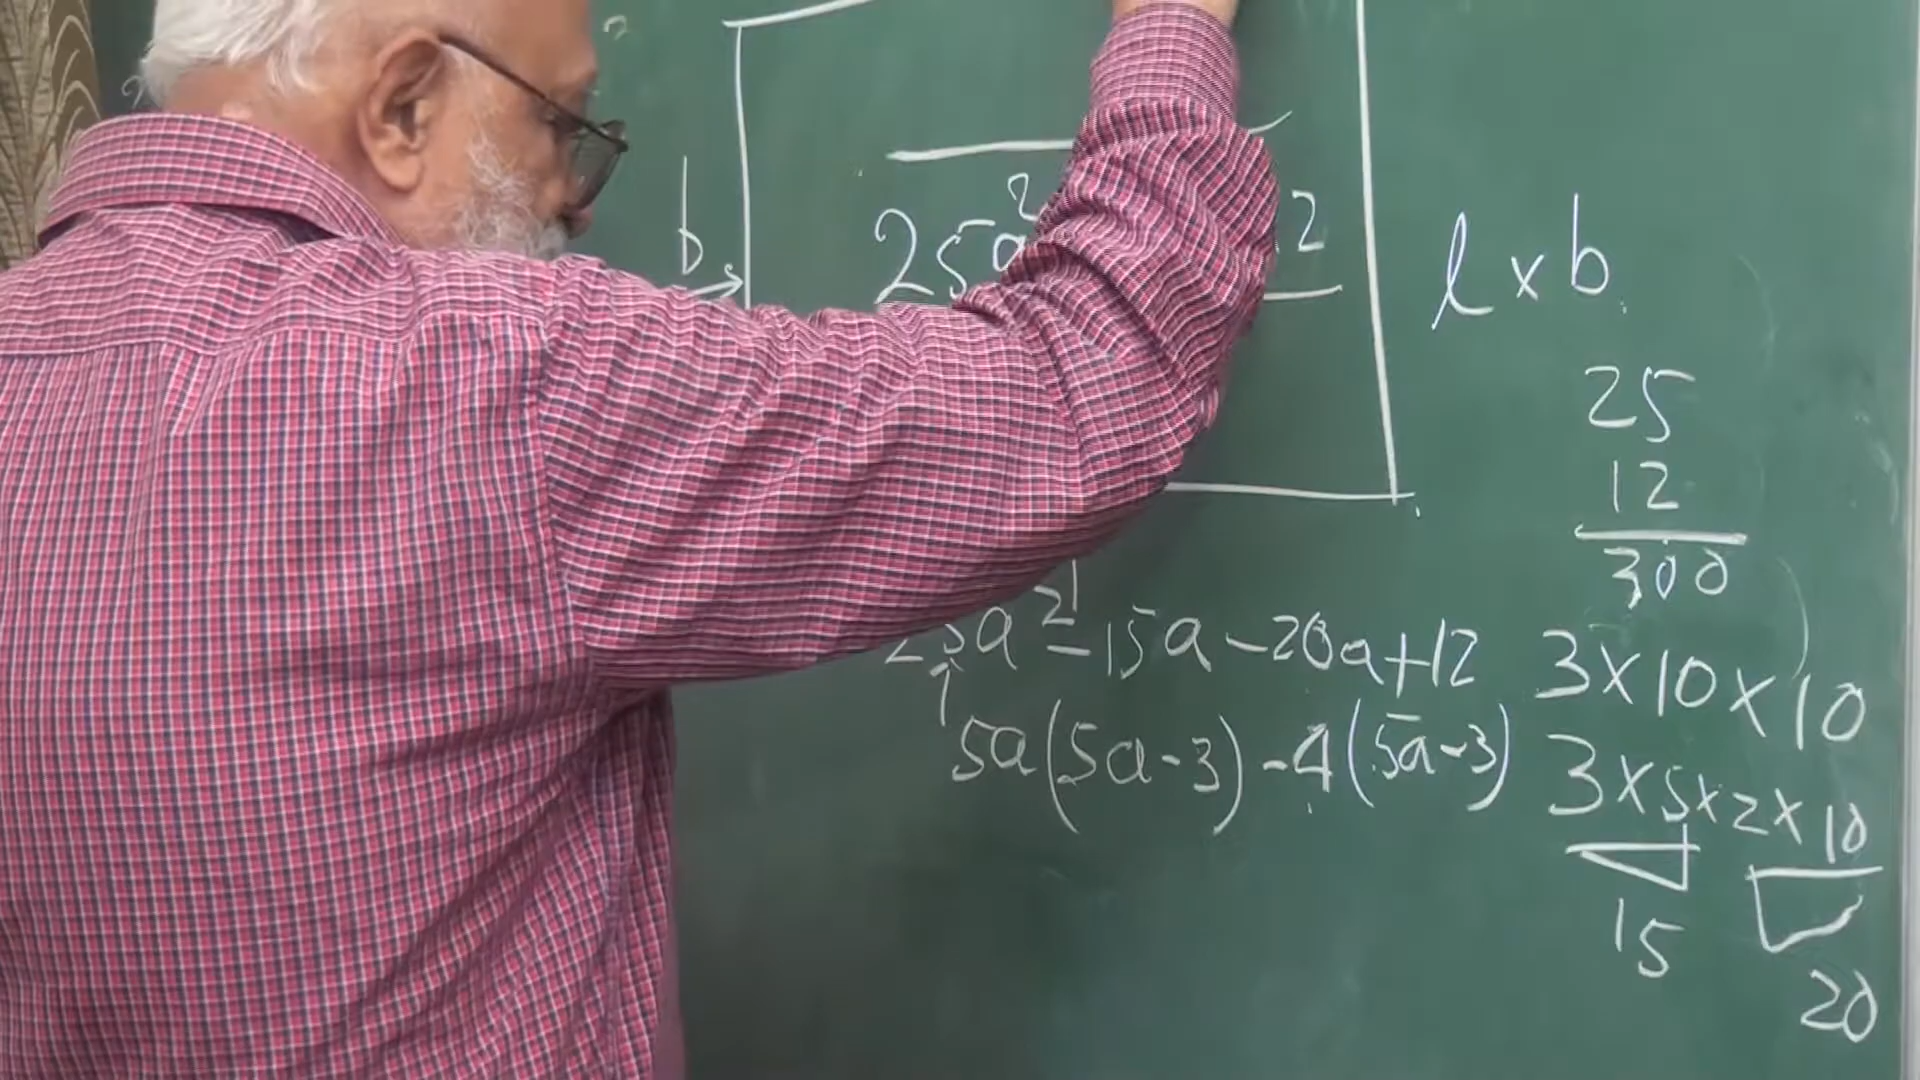 b
25a² 2
l x b
25
12
300
25a² - 15a - 20a + 12
3 x 10 x 10
5a(5a - 3) - 4(5a - 3)
3 x 5 x 2 x 10
15
20